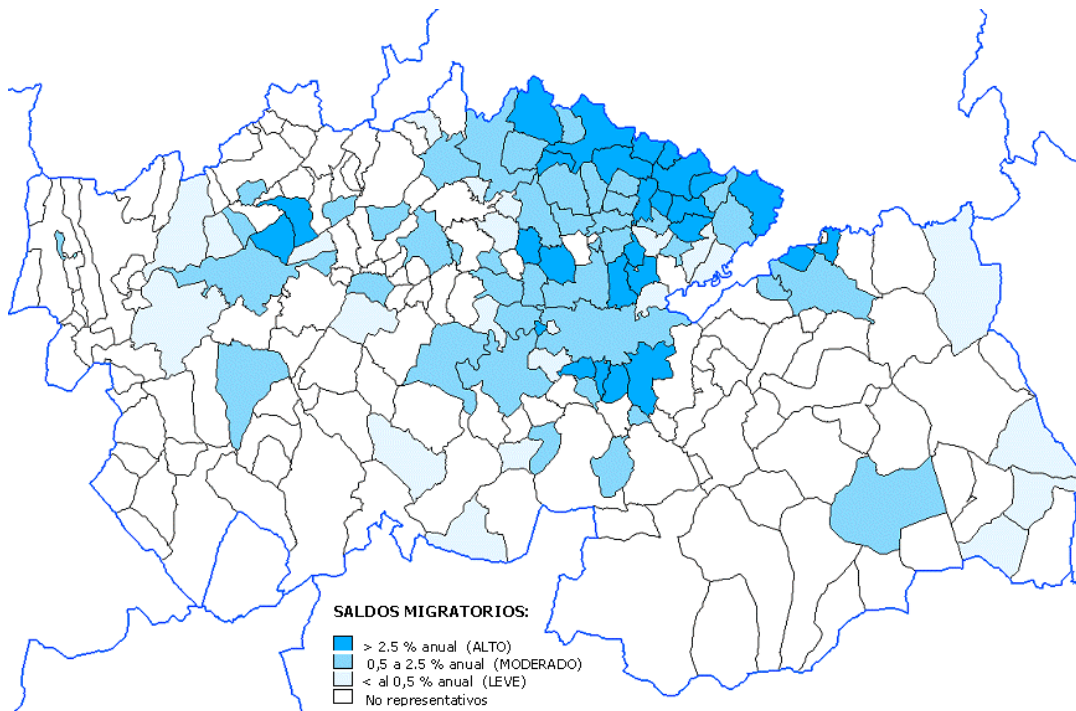 SALDOS MIGRATORIOS:
> 2.5 % anual (ALTO)
0,5 a 2.5 % anual (MODERADO)
< al 0,5 % anual (LEVE)
No representativos